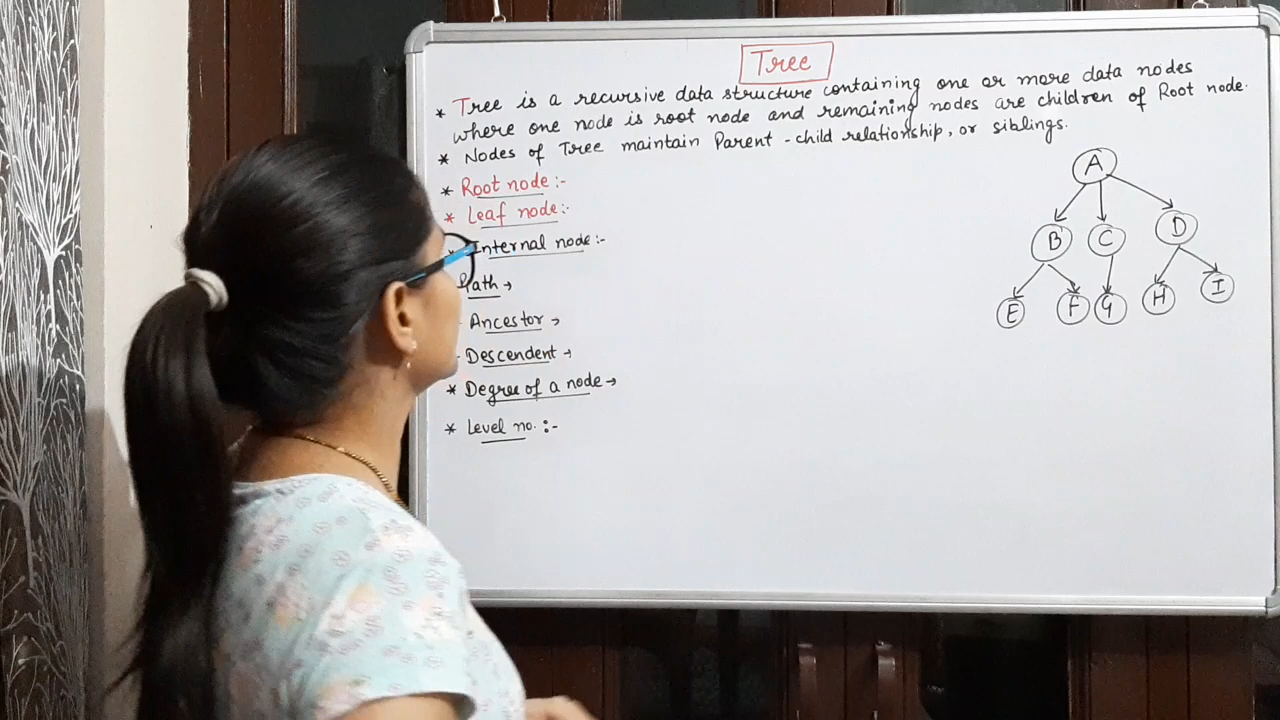 Tree
* Tree is a recursive data structure containing one or more data nodes
where one node is root node and remaining nodes are children of Root node.
* Nodes of Tree maintain Parent - child relationship, or siblings.
* Root node :-
* Leaf node :-
* Internal node :-
Path →
Ancestor →
Descendent →
* Degree of a node →
* Level no. :-
A
B C D
E F G H I